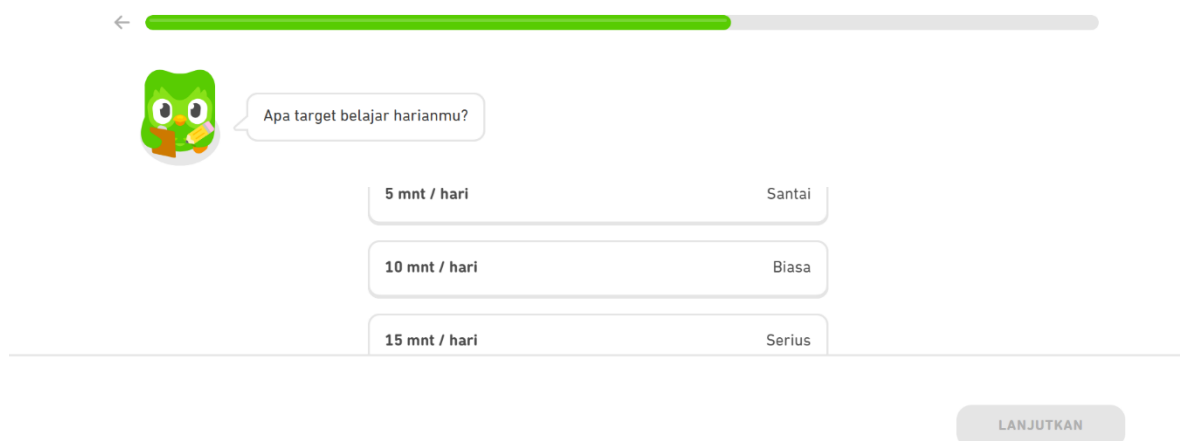 Apa target belajar harianmu?
5 mnt / hari Santai
10 mnt / hari Biasa
15 mnt / hari Serius
LANJUTKAN